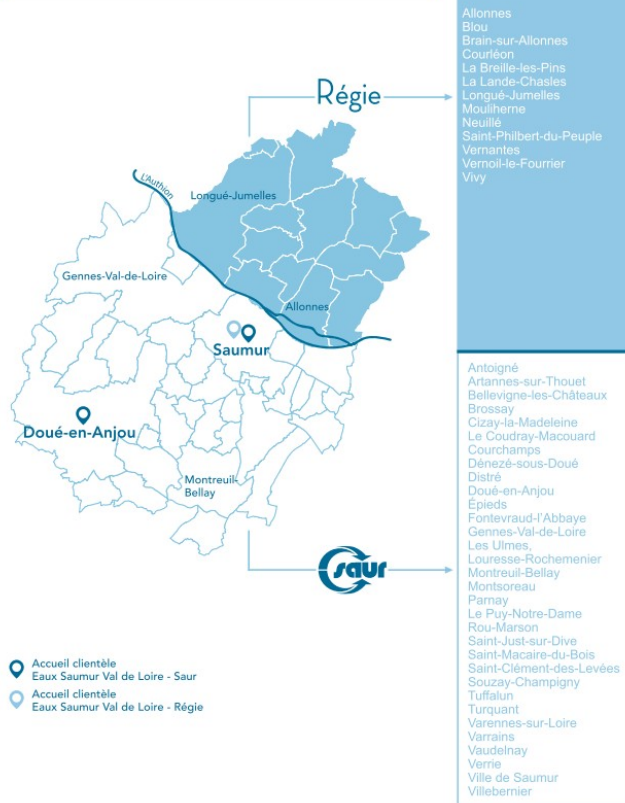 Allonnes
Blou
Brain-sur-Allonnes
Courléon
La Breille-les-Pins
La Lande-Chasles
Longué-Jumelles
Mouliherne
Neuillé
Saint-Philbert-du-Peuple
Vernantes
Vernoil-le-Fourrier
Vivy
Régie
L'Authion
Longué-Jumelles
Gennes-Val-de-Loire
Allonnes
Saumur
Doué-en-Anjou
Montreuil-
Bellay
saur
Antoigné
Artannes-sur-Thouet
Bellevigne-les-Châteaux
Brossay
Cizay-la-Madeleine
Le Coudray-Macouard
Courchamps
Dénezé-sous-Doué
Distré
Doué-en-Anjou
Épieds
Fontevraud-l'Abbaye
Gennes-Val-de-Loire
Les Ulmes,
Louresse-Rochemenier
Montreuil-Bellay
Montsoreau
Parnay
Le Puy-Notre-Dame
Rou-Marson
Saint-Just-sur-Dive
Saint-Macaire-du-Bois
Saint-Clément-des-Levées
Souzay-Champigny
Tuffalun
Turquant
Varennes-sur-Loire
Varrains
Vaudelnay
Verrie
Ville de Saumur
Villebernier
Accueil clientèle
Eaux Saumur Val de Loire - Saur
Accueil clientèle
Eaux Saumur Val de Loire - Régie